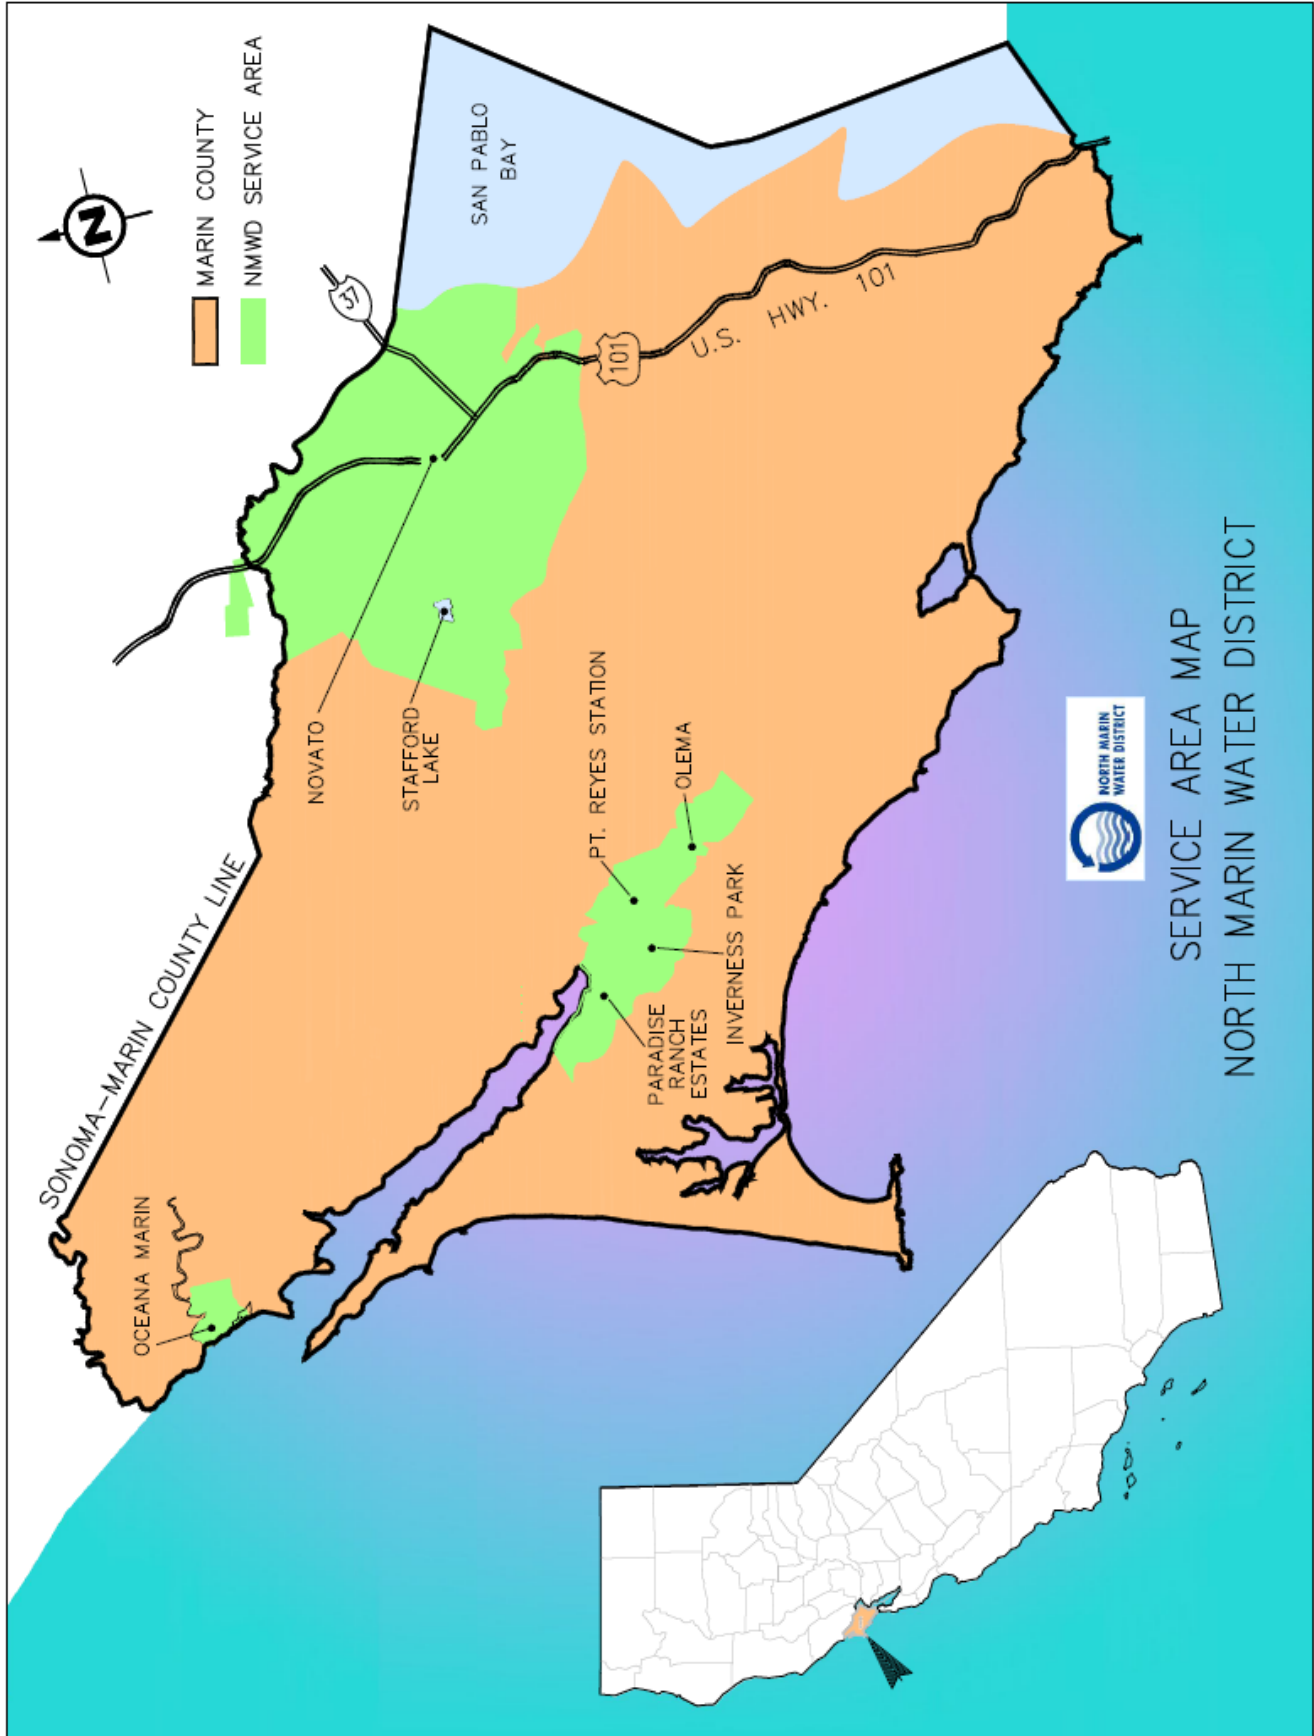 SONOMA-MARIN COUNTY LINE
OCEANA MARIN
NOVATO
STAFFORD
LAKE
PT. REYES STATION
OLEMA
PARADISE
RANCH
ESTATES
INVERNESS PARK
37
101
U.S. HWY. 101
SAN PABLO
BAY
N
MARIN COUNTY
NMWD SERVICE AREA
NORTH MARIN
WATER DISTRICT
SERVICE AREA MAP
NORTH MARIN WATER DISTRICT